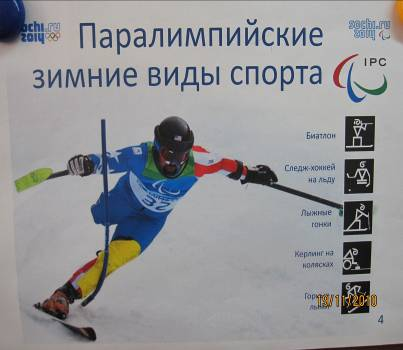 sochi.ru
2014
sochi.ru
2014
Паралимпийские
зимние виды спорта
IPC
Биатлон
Следж-хоккей
на льду
Лыжные
гонки
Керлинг на
колясках
32
19/11/2010
4